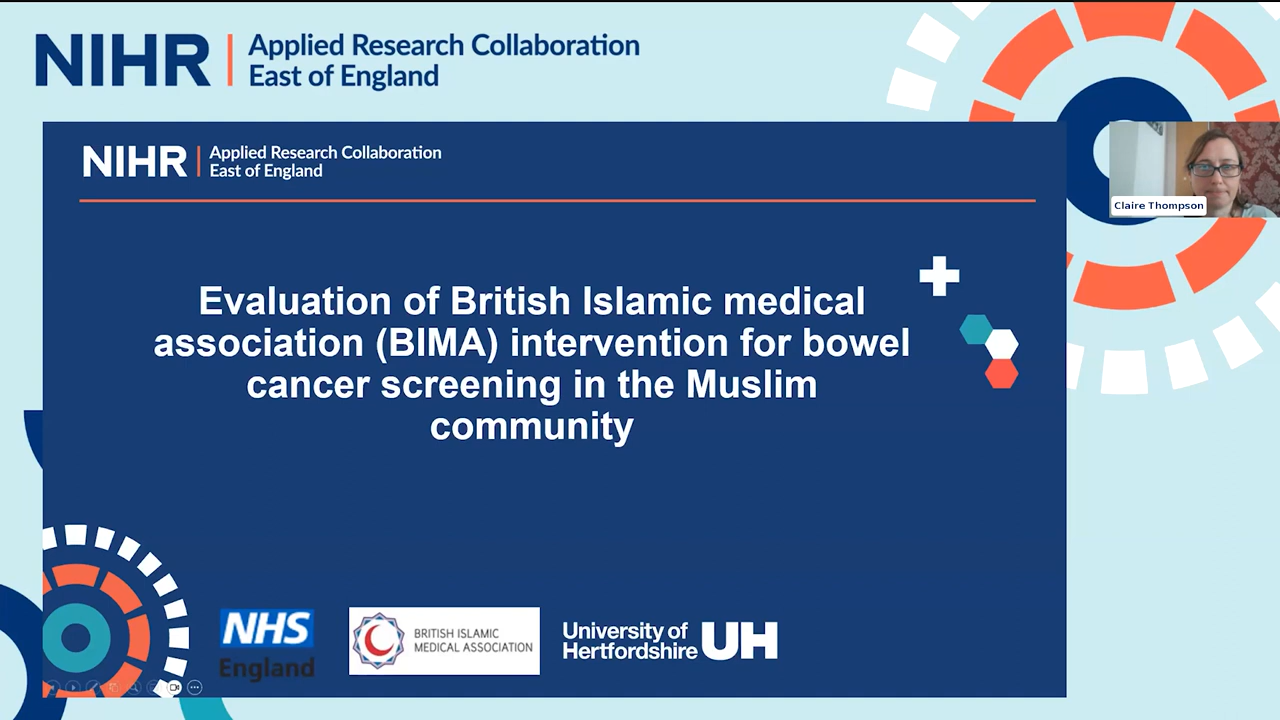 NIHR | Applied Research Collaboration
East of England
NIHR | Applied Research Collaboration
East of England
Claire Thompson
Evaluation of British Islamic medical
association (BIMA) intervention for bowel
cancer screening in the Muslim
community
NHS
England
BRITISH ISLAMIC
MEDICAL ASSOCIATION
University of
Hertfordshire UH